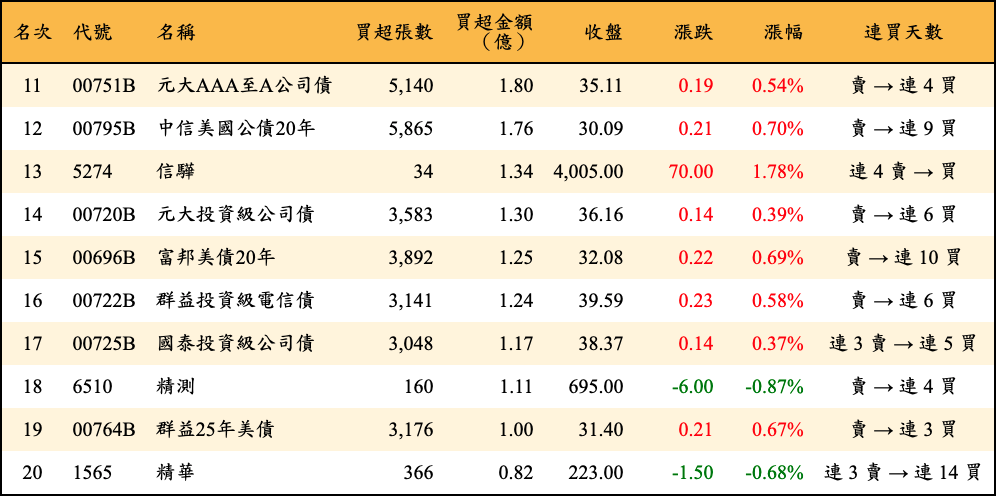 名次 代號 名稱 買超張數 買超金額（億） 收盤 漲跌 漲幅 連買天數
11 00751B 元大AAA至A公司債 5,140 1.80 35.11 0.19 0.54% 賣 → 連 4 買
12 00795B 中信美國公債20年 5,865 1.76 30.09 0.21 0.70% 賣 → 連 9 買
13 5274 信驊 34 1.34 4,005.00 70.00 1.78% 連 4 賣 → 買
14 00720B 元大投資級公司債 3,583 1.30 36.16 0.14 0.39% 賣 → 連 6 買
15 00696B 富邦美債20年 3,892 1.25 32.08 0.22 0.69% 賣 → 連 10 買
16 00722B 群益投資級電信債 3,141 1.24 39.59 0.23 0.58% 賣 → 連 6 買
17 00725B 國泰投資級公司債 3,048 1.17 38.37 0.14 0.37% 連 3 賣 → 連 5 買
18 6510 精測 160 1.11 695.00 -6.00 -0.87% 賣 → 連 4 買
19 00764B 群益25年美債 3,176 1.00 31.40 0.21 0.67% 賣 → 連 3 買
20 1565 精華 366 0.82 223.00 -1.50 -0.68% 連 3 賣 → 連 14 買